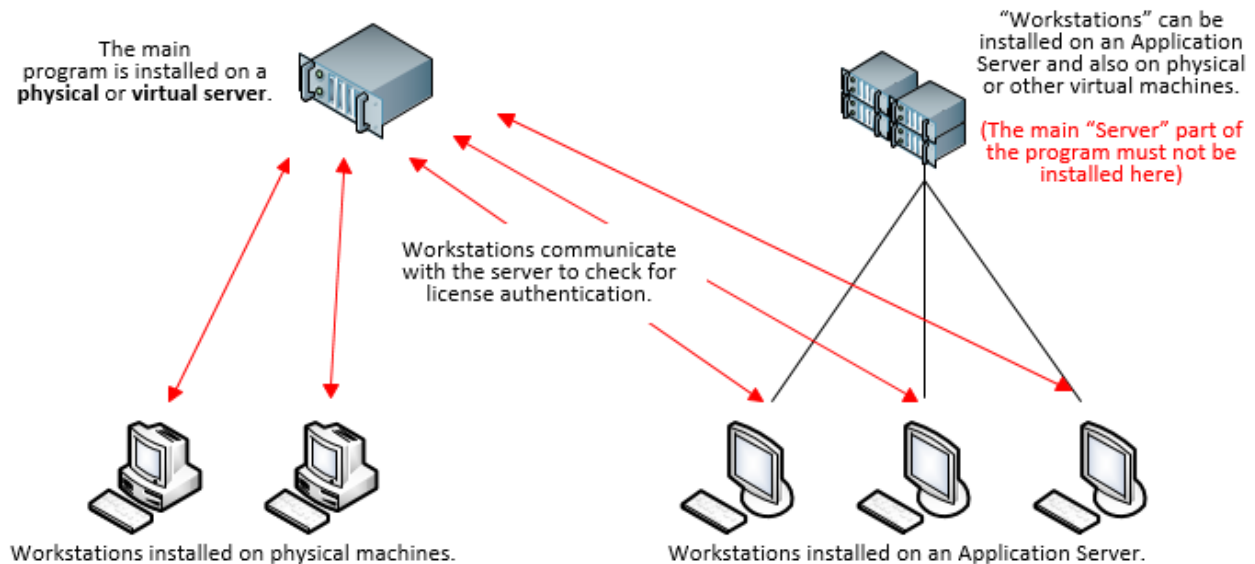 The main
program is installed on a
physical or virtual server.
“Workstations” can be
installed on an Application
Server and also on physical
or other virtual machines.
(The main “Server” part of
the program must not be
installed here)
Workstations communicate
with the server to check for
license authentication.
Workstations installed on physical machines.
Workstations installed on an Application Server.